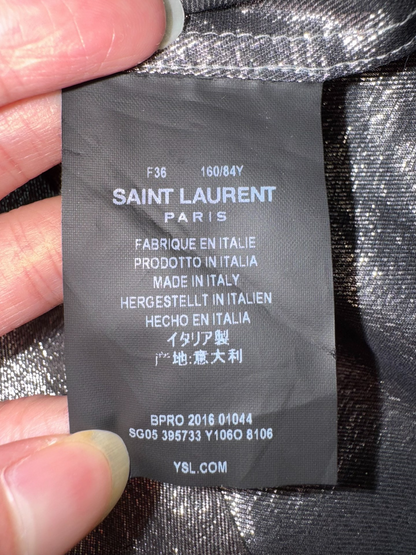 F36 160/84Y
SAINT LAURENT
PARIS
FABRIQUE EN ITALIE
PRODOTTO IN ITALIA
MADE IN ITALY
HERGESTELLT IN ITALIEN
HECHO EN ITALIA
イタリア製
产地:意大利
BPRO 2016 01044
SG05 395733 Y106O 8106
YSL.COM